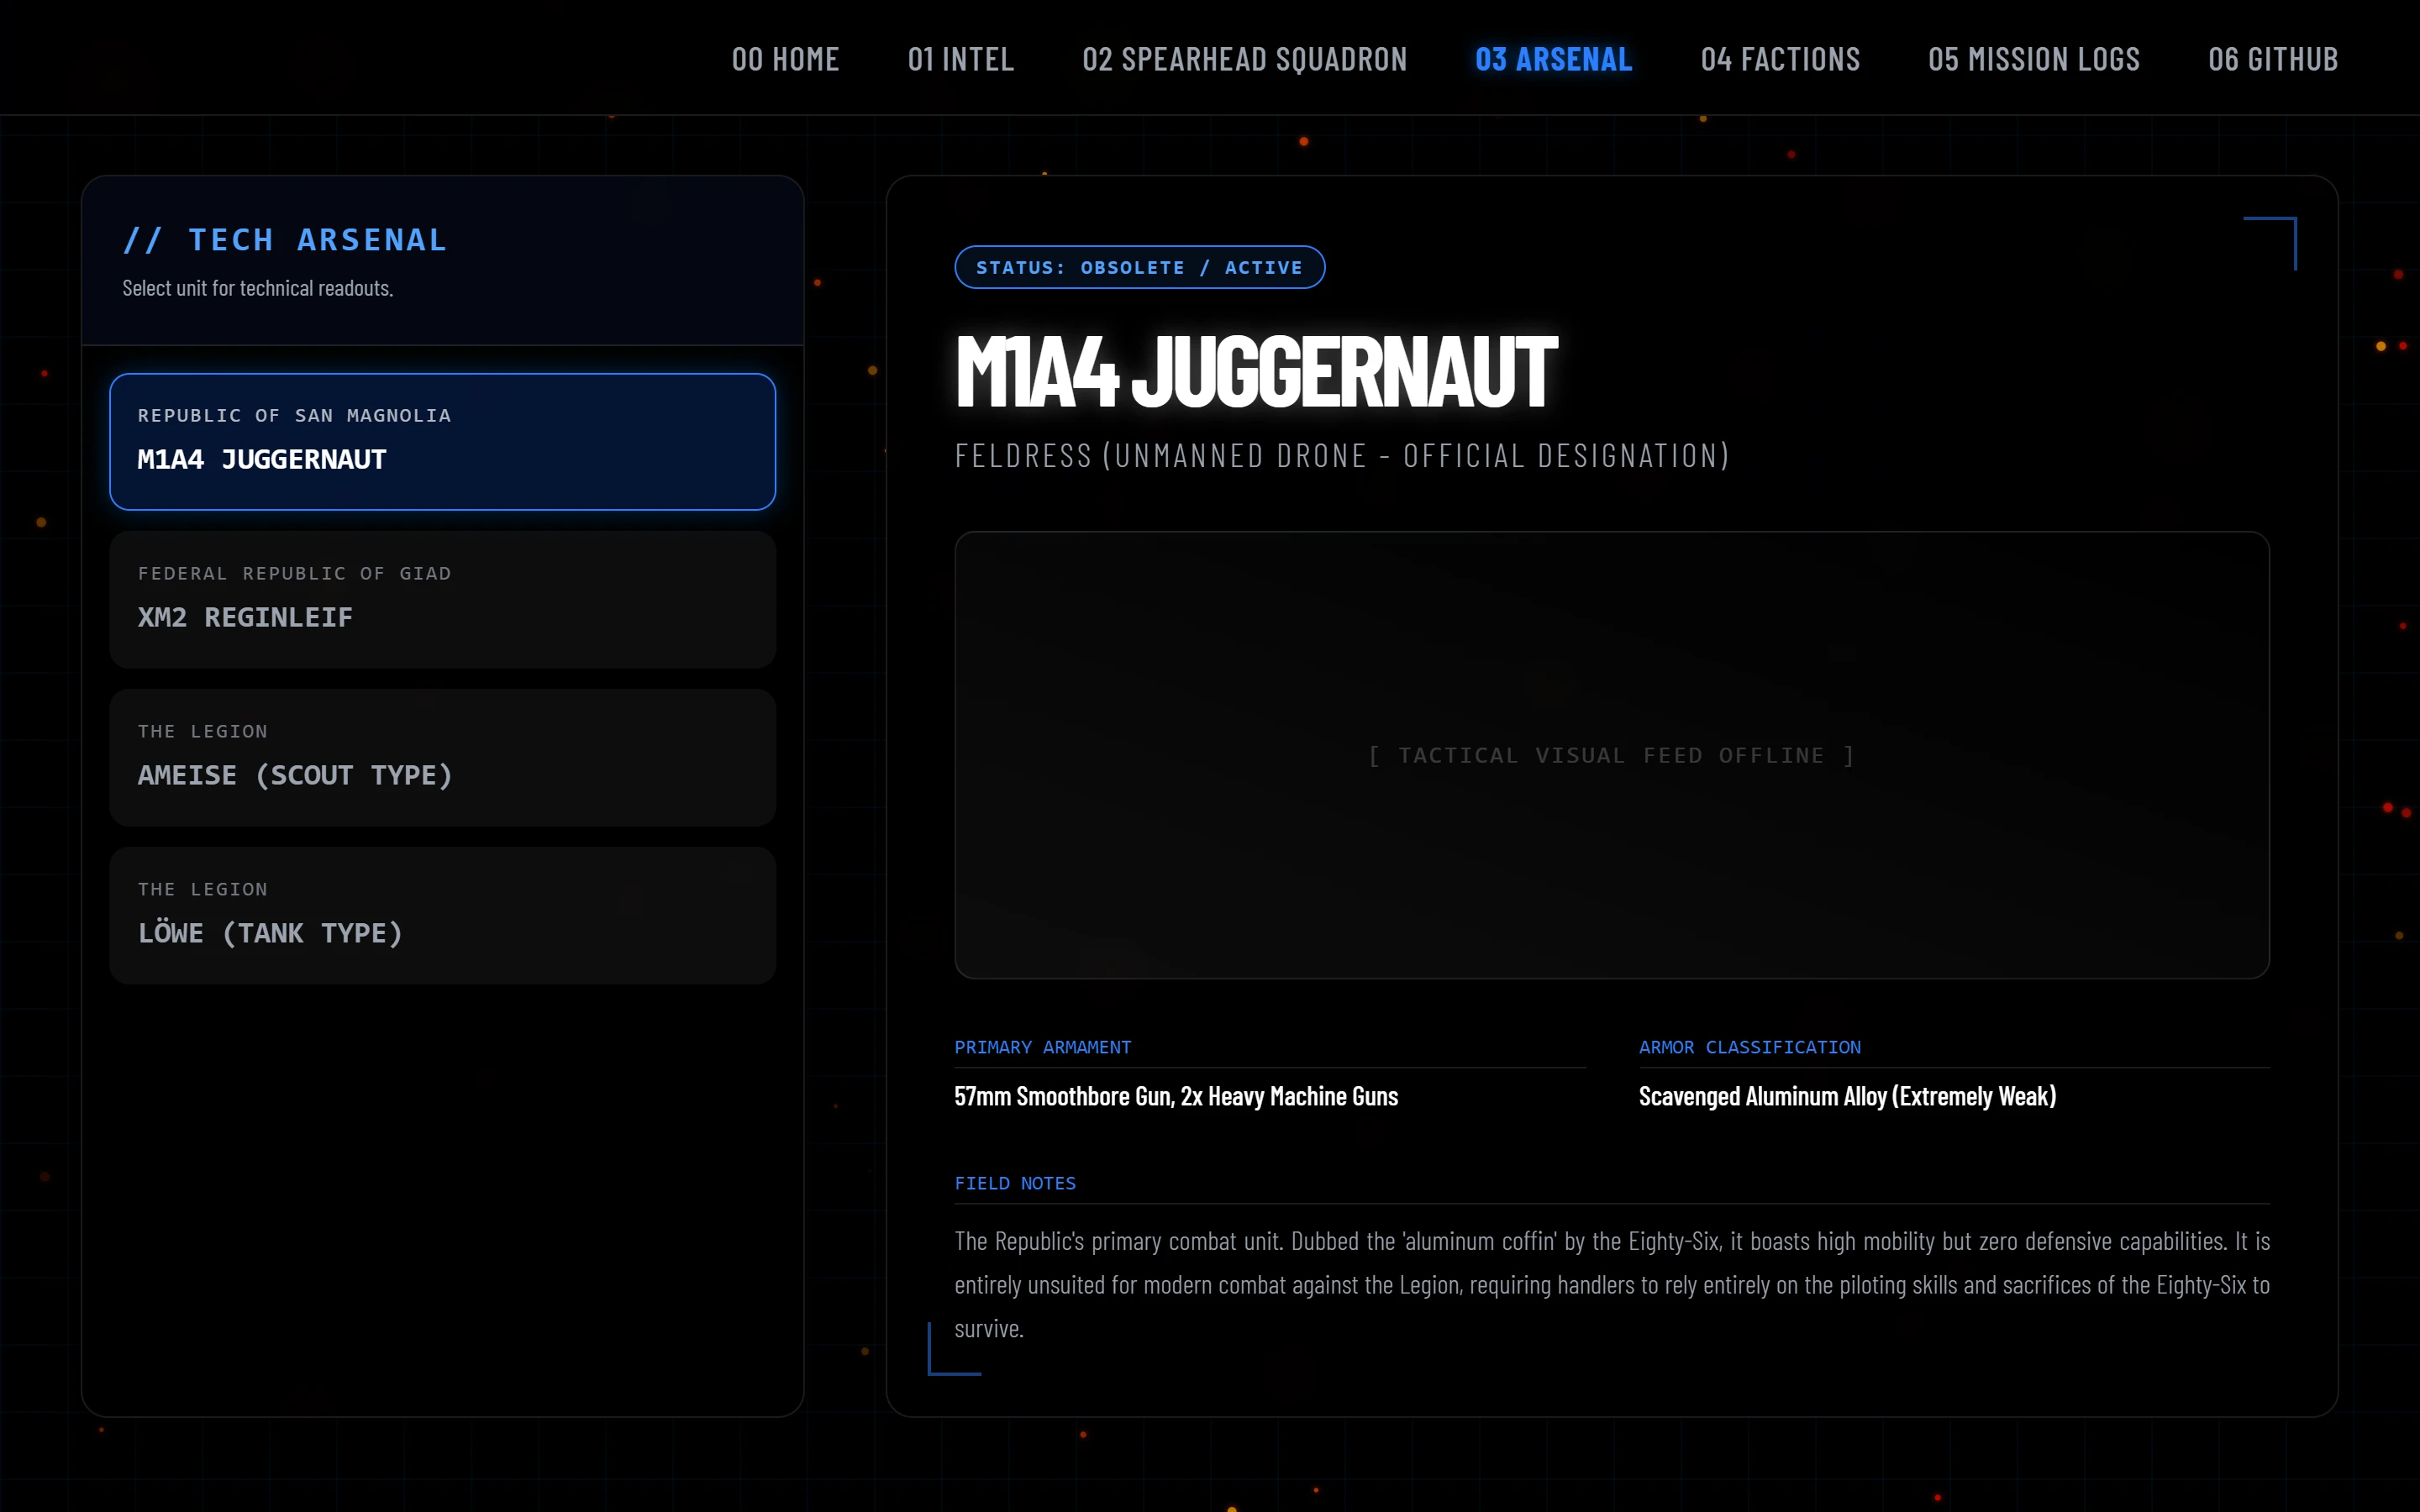 00 HOME 01 INTEL 02 SPEARHEAD SQUADRON 03 ARSENAL 04 FACTIONS 05 MISSION LOGS 06 GITHUB
// TECH ARSENAL
Select unit for technical readouts.
REPUBLIC OF SAN MAGNOLIA
M1A4 JUGGERNAUT
FEDERAL REPUBLIC OF GIAD
XM2 REGINLEIF
THE LEGION
AMEISE (SCOUT TYPE)
THE LEGION
LÖWE (TANK TYPE)
STATUS: OBSOLETE / ACTIVE
M1A4 JUGGERNAUT
FELDRESS (UNMANNED DRONE - OFFICIAL DESIGNATION)
[ TACTICAL VISUAL FEED OFFLINE ]
PRIMARY ARMAMENT
57mm Smoothbore Gun, 2x Heavy Machine Guns
ARMOR CLASSIFICATION
Scavenged Aluminum Alloy (Extremely Weak)
FIELD NOTES
The Republic's primary combat unit. Dubbed the 'aluminum coffin' by the Eighty-Six, it boasts high mobility but zero defensive capabilities. It is
entirely unsuited for modern combat against the Legion, requiring handlers to rely entirely on the piloting skills and sacrifices of the Eighty-Six to
survive.